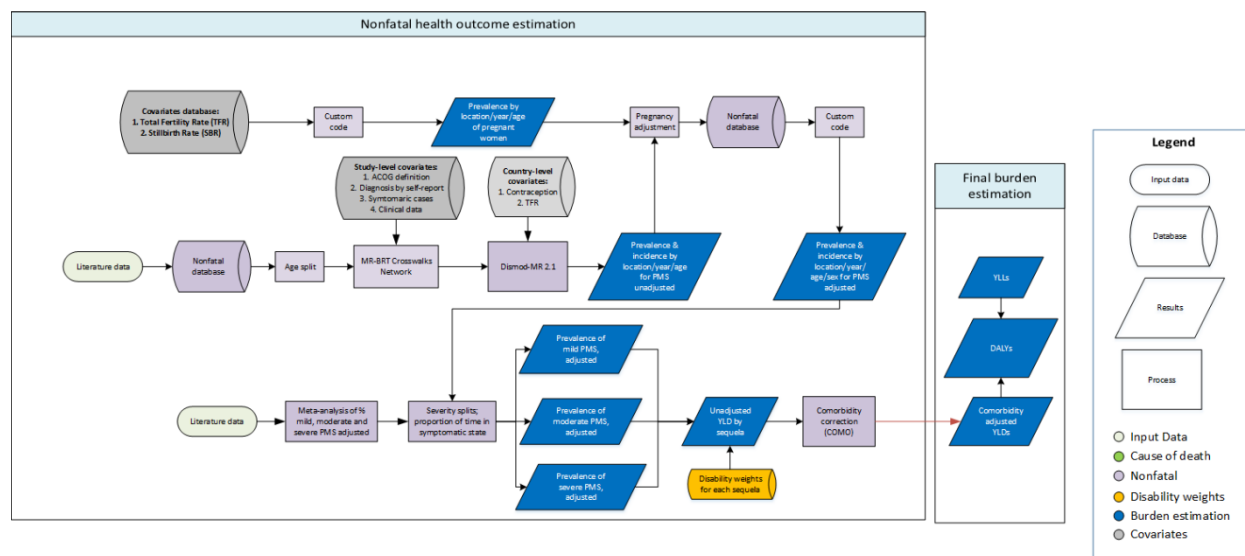 Nonfatal health outcome estimation
Covariates database:
1. Total Fertility Rate (TFR)
2. Stillbirth Rate (SBR)
Custom
code
Prevalence by
location/year/age
of pregnant
women
Pregnancy
adjustment
Nonfatal
database
Custom
code
Study-level covariates:
1. ACOG definition
2. Diagnosis by self-report
3. Symtomaric cases
4. Clinical data
Country-level
covariates:
1. Contraception
2. TFR
Literature data
Nonfatal
database
Age split
MR-BRT Crosswalks
Network
Dismod-MR 2.1
Prevalence &
incidence by
location/year/age
for PMS
unadjusted
Prevalence &
incidence by
location/year/
age/sex for PMS
adjusted
Literature data
Meta-analysis of %
mild, moderate and
severe PMS adjusted
Severity splits;
proportion of time in
symptomatic state
Prevalence of
mild PMS,
adjusted
Prevalence of
moderate PMS,
adjusted
Prevalence of
severe PMS,
adjusted
Unadjusted
YLD by
sequela
Disability weights
for each sequela
Comorbidity
correction
(COMO)
Final burden
estimation
YLLs
DALYs
Comorbidity
adjusted
YLDs
Legend
Input data
Database
Results
Process
Input Data
Cause of death
Nonfatal
Disability weights
Burden estimation
Covariates